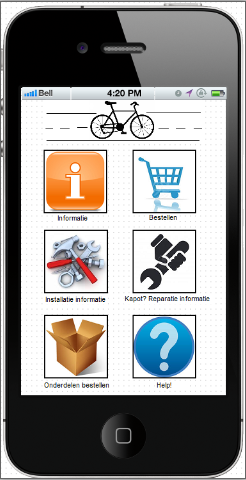 Bell 4:20 PM
Informatie Bestellen
Installatie informatie Kapot? Reparatie informatie
Onderdelen bestellen Help!